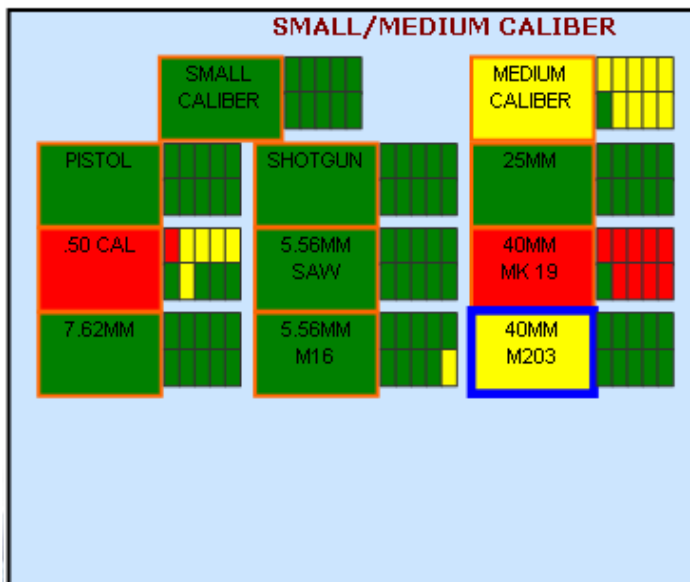 SMALL/MEDIUM CALIBER
SMALL
CALIBER
MEDIUM
CALIBER
PISTOL
SHOTGUN
25MM
.50 CAL
5.56MM
SAW
40MM
MK 19
7.62MM
5.56MM
M16
40MM
M203